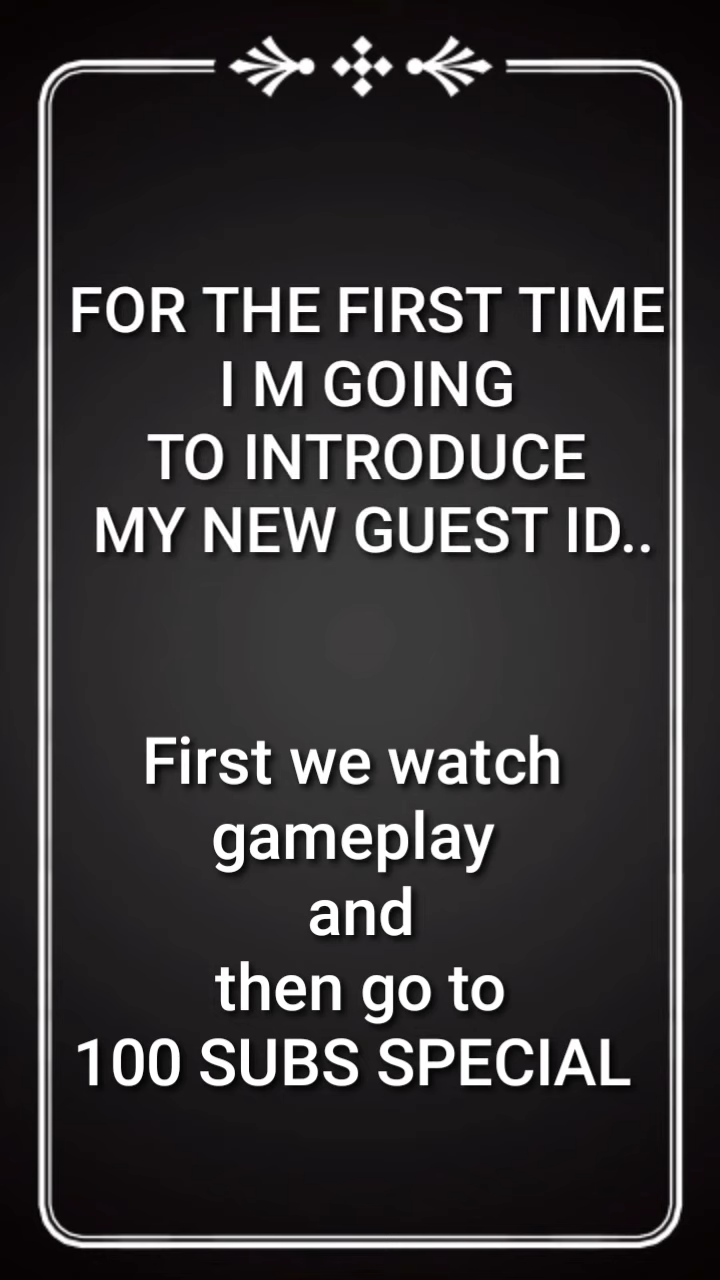 FOR THE FIRST TIME
I M GOING
TO INTRODUCE
MY NEW GUEST ID..
First we watch
gameplay
and
then go to
100 SUBS SPECIAL